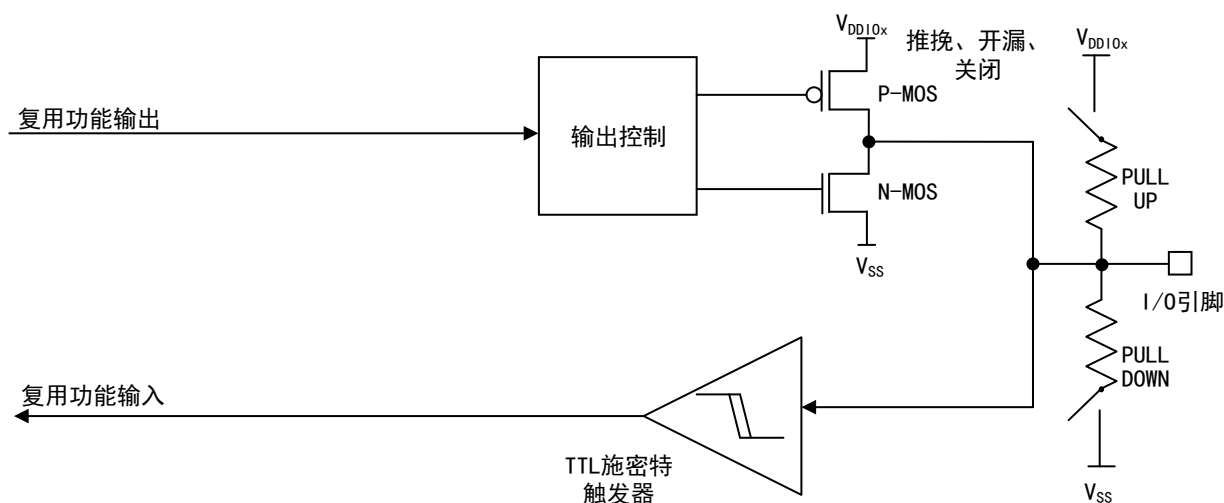 V_DDIOx
推挽、开漏、
关闭
P-MOS
复用功能输出
输出控制
N-MOS
V_SS
V_DDIOx
PULL
UP
I/O引脚
PULL
DOWN
V_SS
复用功能输入
TTL施密特
触发器